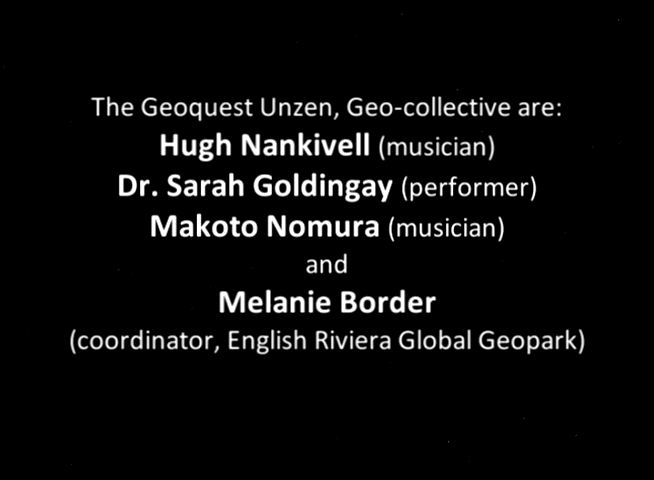 The Geoquest Unzen, Geo-collective are:
Hugh Nankivell (musician)
Dr. Sarah Goldingay (performer)
Makoto Nomura (musician)
and
Melanie Border
(coordinator, English Riviera Global Geopark)